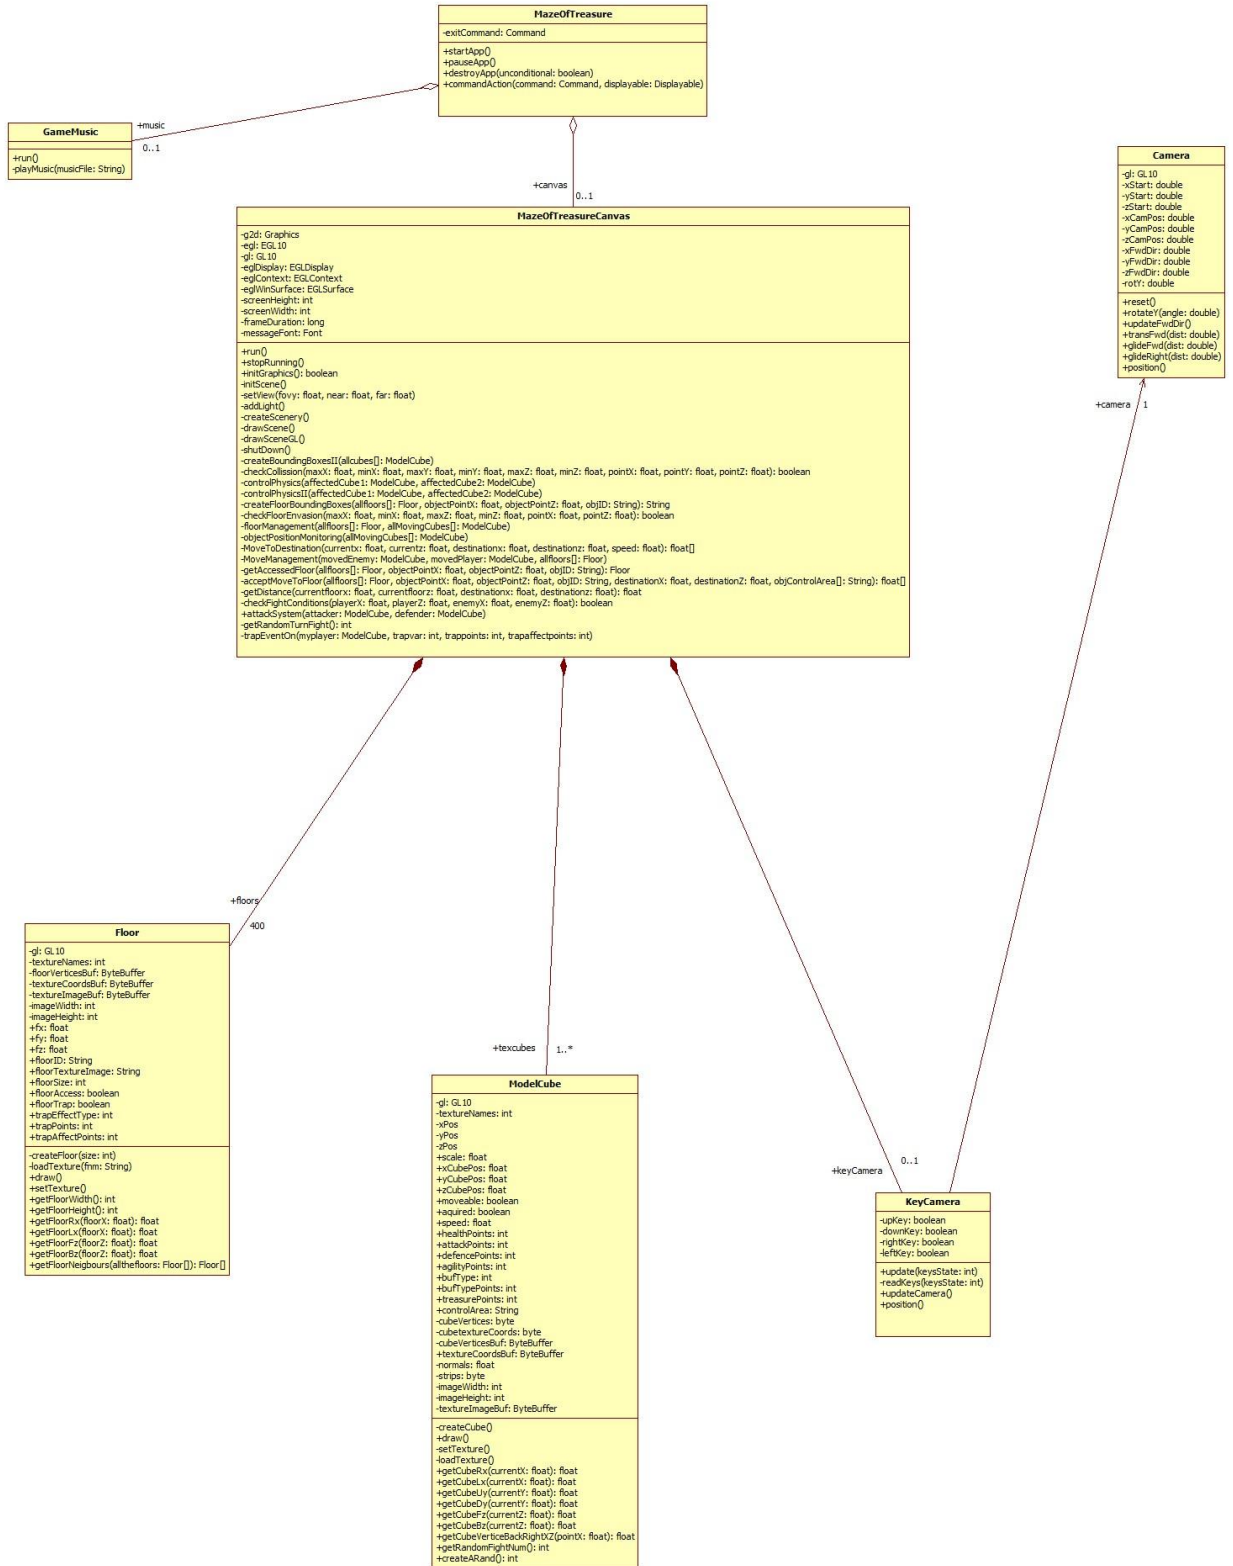 MazeOfTreasure
-exitCommand: Command
+startApp()
+pauseApp()
+destroyApp(unconditional: boolean)
+commandAction(command: Command, displayable: Displayable)
+music
0..1
GameMusic
+run()
-playMusic(musicFile: String)
+canvas
0..1
Camera
-gl: GL10
-xStart: double
-yStart: double
-zStart: double
-xCamPos: double
-yCamPos: double
-zCamPos: double
-xFwdDir: double
-yFwdDir: double
-zFwdDir: double
-rotY: double
+reset()
+rotateY(angle: double)
+updateFwdDir()
+transFwd(dist: double)
+glideFwd(dist: double)
+glideRight(dist: double)
+position()
+camera
1
MazeOfTreasureCanvas
-g2d: Graphics
-egl: EGL10
-gl: GL10
-eglDisplay: EGLDisplay
-eglContext: EGLContext
-eglWinSurface: EGLSurface
-screenHeight: int
-screenWidth: int
-frameDuration: long
-messageFont: Font
+run()
+stopRunning()
+initGraphics(): boolean
-initScene()
-setView(fovy: float, near: float, far: float)
-addLight()
-createScenery()
-drawScene()
-drawSceneGL()
-shutDown()
-createBoundingBoxesII(allcubes[]: ModelCube)
-checkCollission(maxX: float, minX: float, maxY: float, minY: float, maxZ: float, minZ: float, pointX: float, pointY: float, pointZ: float): boolean
-controlPhysics(affectedCube1: ModelCube, affectedCube2: ModelCube)
-controlPhysicsII(affectedCube1: ModelCube, affectedCube2: ModelCube)
-createFloorBoundingBoxes(allfloors[]: Floor, objectPointX: float, objectPointZ: float, objID: String): String
-checkFloorEnvasion(maxX: float, minX: float, maxZ: float, minZ: float, pointx: float, pointZ: float): boolean
-floorManagement(allfloors[]: Floor, allMovingCubes[]: ModelCube)
-objectPositionMonitoring(allMovingCubes[]: ModelCube)
-MoveToDestination(currentx: float, currentz: float, destinationx: float, destinationz: float, speed: float): float[]
-MoveManagement(movedEnemy: ModelCube, movedPlayer: ModelCube, allfloors[]: Floor)
-getAccessedFloor(allfloors[]: Floor, objectPointX: float, objectPointZ: float, objID: String): Floor
-acceptMoveToFloor(allfloors[]: Floor, objectPointX: float, objectPointZ: float, objID: String, destinationX: float, destinationZ: float, objControlArea[]: String): float[]
-getDistance(currentfloorx: float, currentfloorz: float, destinationx: float, destinationz: float): float
-checkFightConditions(playerX: float, playerZ: float, enemyX: float, enemyZ: float): boolean
+attackSystem(attacker: ModelCube, defender: ModelCube)
-getRandomTurnFight(): int
-trapEventOn(myplayer: ModelCube, trapvar: int, trappoints: int, trapaffectpoints: int)
+floors
400
Floor
-gl: GL10
-textureNames: int
-floorVerticesBuf: ByteBuffer
-textureCoordsBuf: ByteBuffer
-textureImageBuf: ByteBuffer
-imageWidth: int
-imageHeight: int
+fx: float
+fy: float
+fz: float
+floorID: String
+floorTextureImage: String
+floorSize: int
+floorAccess: boolean
+floorTrap: boolean
+trapEffectType: int
+trapPoints: int
+trapAffectPoints: int
-createFloor(size: int)
-loadTexture(fnm: String)
+draw()
+setTexture()
+getFloorWidth(): int
+getFloorHeight(): int
+getFloorRx(floorX: float): float
+getFloorLx(floorX: float): float
+getFloorFz(floorZ: float): float
+getFloorBz(floorZ: float): float
+getFloorNeigbours(allthefloors: Floor[]): Floor[]
+texcubes
1..*
ModelCube
-gl: GL10
-textureNames: int
-xPos
-yPos
-zPos
+scale: float
+xCubePos: float
+yCubePos: float
+zCubePos: float
+moveable: boolean
+aquired: boolean
+speed: float
+healthPoints: int
+attackPoints: int
+defencePoints: int
+agilityPoints: int
+bufType: int
+bufTypePoints: int
+treasurePoints: int
+controlArea: String
-cubeVertices: byte
-cubetextureCoords: byte
-cubeVerticesBuf: ByteBuffer
+textureCoordsBuf: ByteBuffer
-normals: float
-strips: byte
-imageWidth: int
-imageHeight: int
-textureImageBuf: ByteBuffer
-createCube()
+draw()
-setTexture()
-loadTexture()
+getCubeRx(currentX: float): float
+getCubeLx(currentX: float): float
+getCubeUy(currentY: float): float
+getCubeDy(currentY: float): float
+getCubeFz(currentZ: float): float
+getCubeBz(currentZ: float): float
+getCubeVerticeBackRightXZ(pointX: float): float
+getRandomFightNum(): int
+createARand(): int
+keyCamera
0..1
KeyCamera
-upKey: boolean
-downKey: boolean
-rightKey: boolean
-leftKey: boolean
+update(keysState: int)
-readKeys(keysState: int)
+updateCamera()
+position()